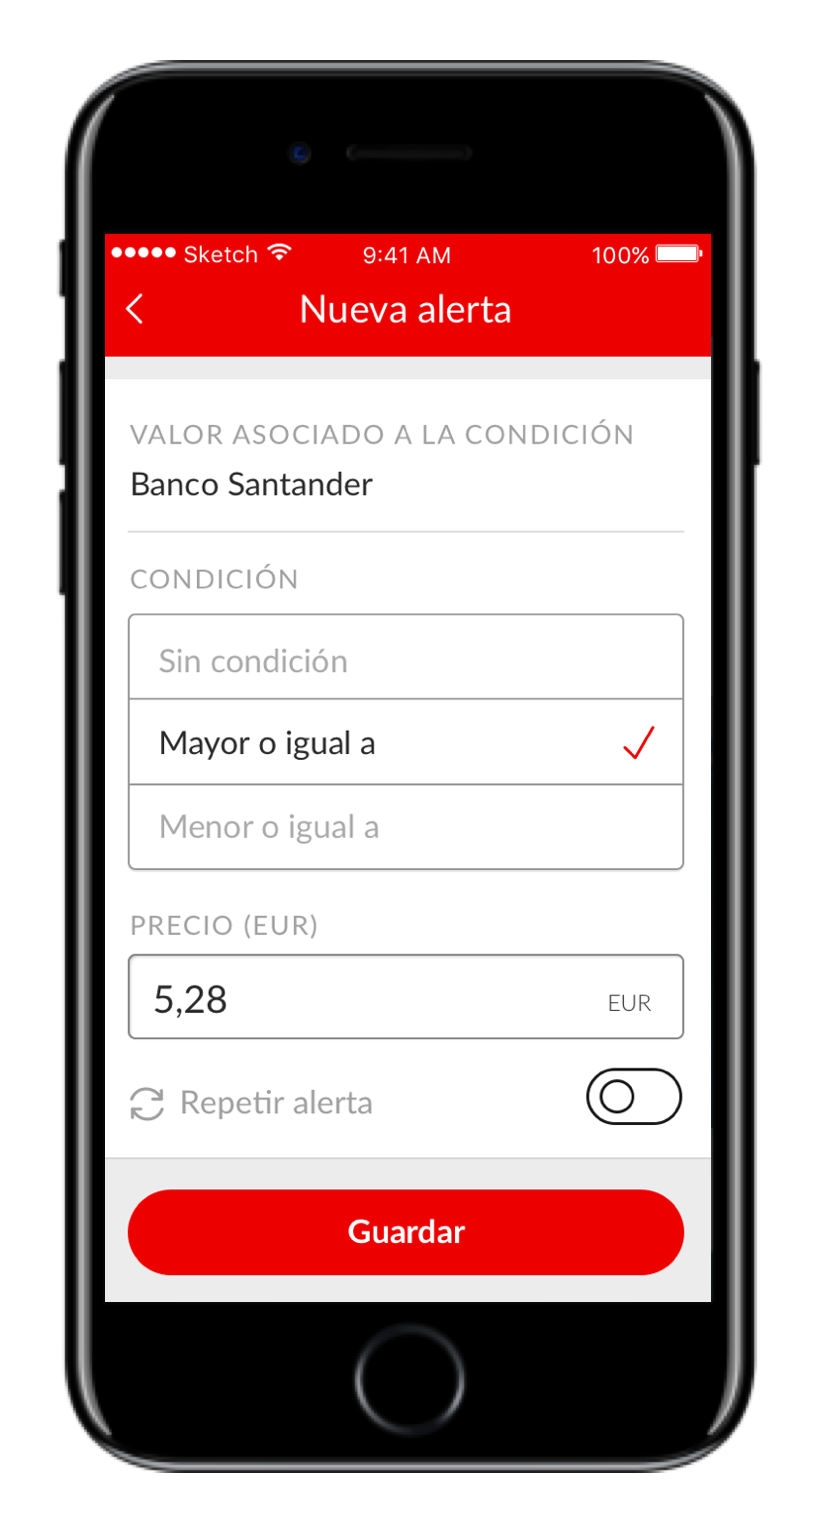 Sketch 9:41 AM 100%
Nueva alerta
VALOR ASOCIADO A LA CONDICIÓN
Banco Santander
CONDICIÓN
Sin condición
Mayor o igual a
Menor o igual a
PRECIO (EUR)
5,28 EUR
Repetir alerta
Guardar